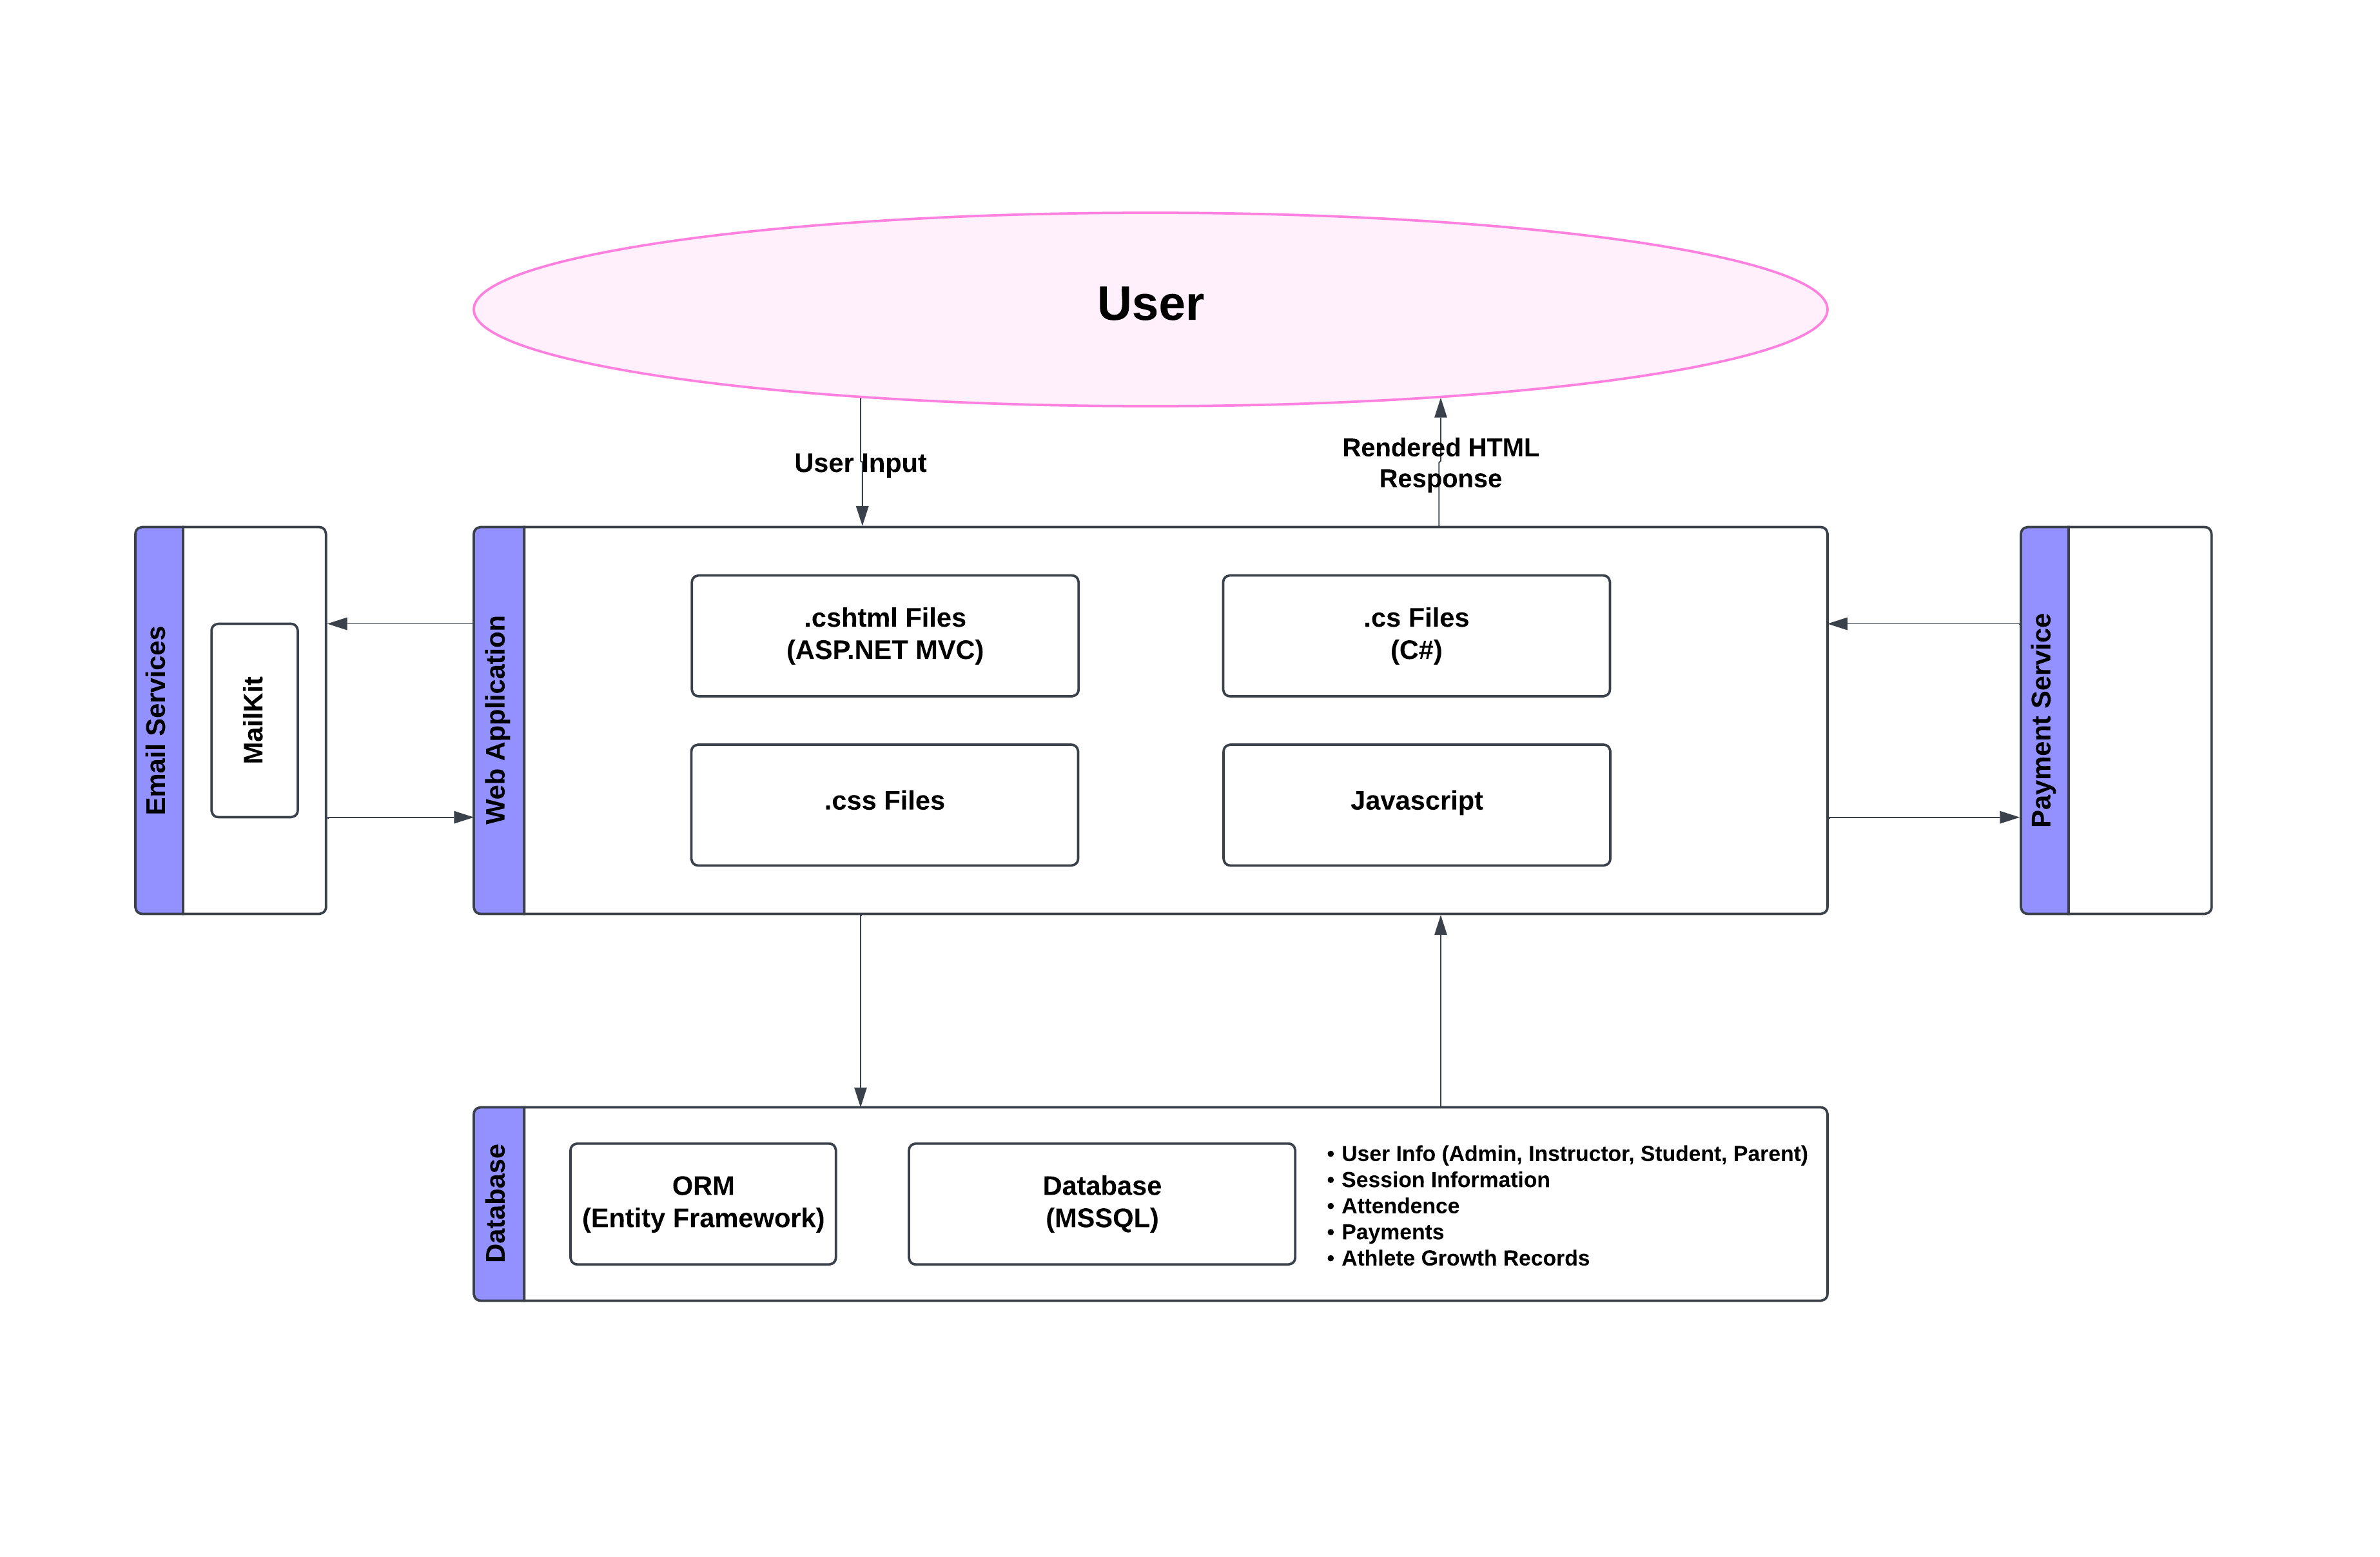 User
User Input
Rendered HTML
Response
Email Services
MailKit
Web Application
.cshtml Files
(ASP.NET MVC)
.cs Files
(C#)
.css Files
Javascript
Payment Service
Database
ORM
(Entity Framework)
Database
(MSSQL)
• User Info (Admin, Instructor, Student, Parent)
• Session Information
• Attendence
• Payments
• Athlete Growth Records